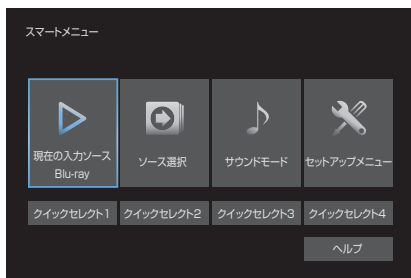 スマートメニュー
現在の入力ソース
Blu-ray
ソース選択
サウンドモード
セットアップメニュー
クイックセレクト1
クイックセレクト2
クイックセレクト3
クイックセレクト4
ヘルプ